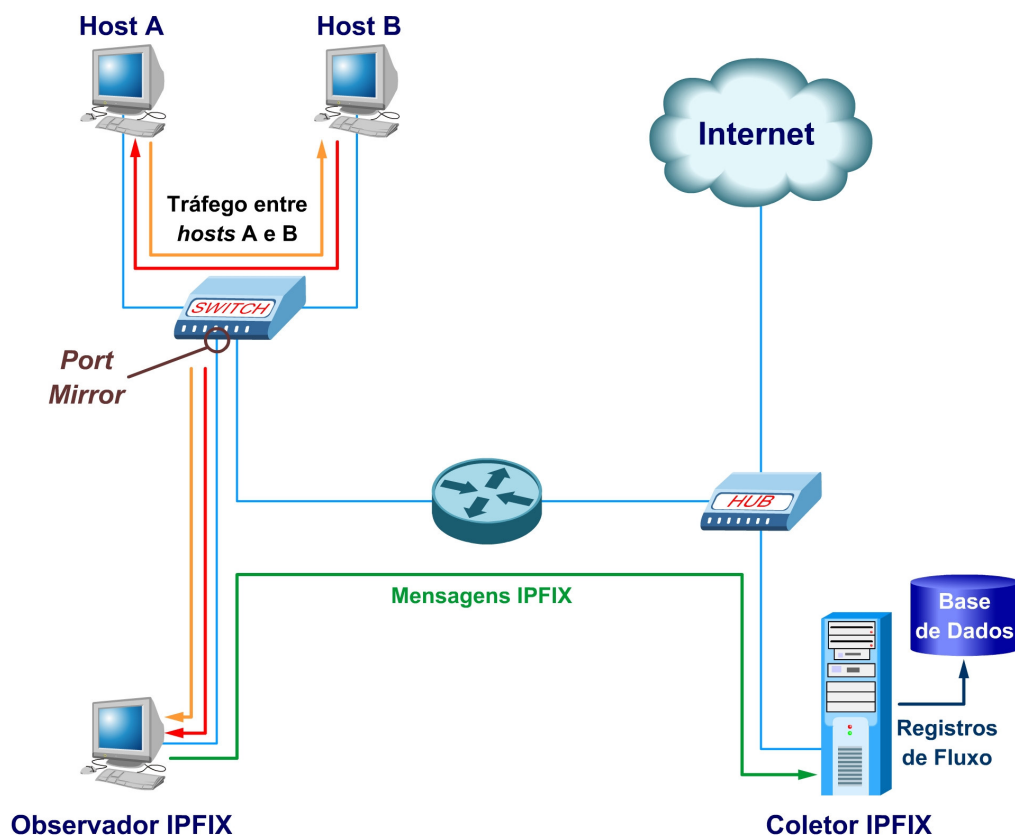 Host A
Host B
Internet
Tráfego entre
hosts A e B
SWITCH
Port
Mirror
HUB
Mensagens IPFIX
Base
de Dados
Registros
de Fluxo
Observador IPFIX
Coletor IPFIX